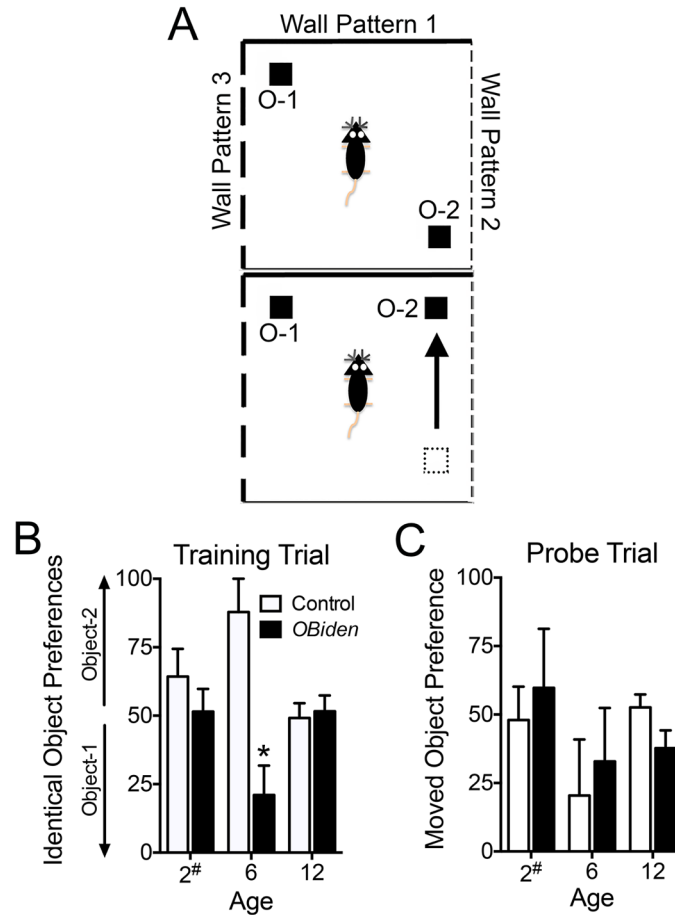 A
Wall Pattern 1
Wall Pattern 3
O-1
Wall Pattern 2
O-2
O-1
O-2
B
Training Trial
Identical Object Preferences
Object-2
Object-1
100
75
50
25
0
Control
OBiden
*
2# 6 12
Age
C
Probe Trial
Moved Object Preference
100
75
50
25
0
2# 6 12
Age